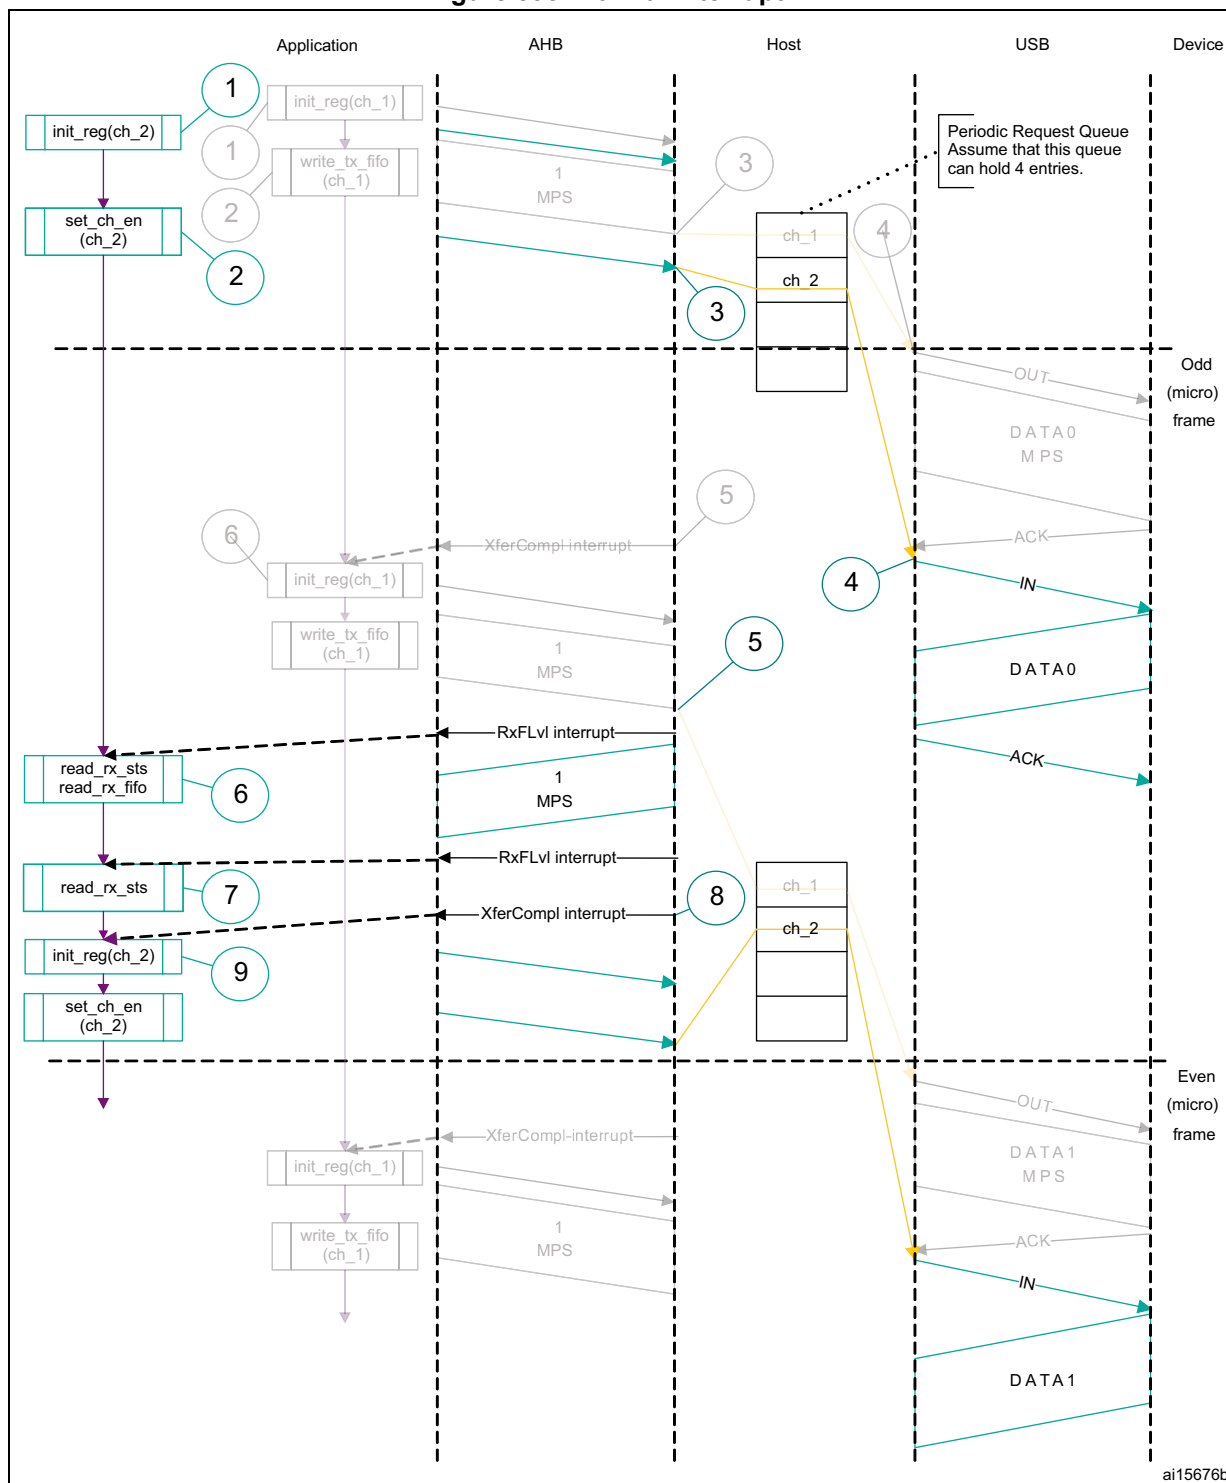 Application
AHB
Host
USB
Device
1
init_reg(ch_1)
init_reg(ch_2)
Periodic Request Queue
Assume that this queue
can hold 4 entries.
1
write_tx_fifo
(ch_1)
1
MPS
3
2
set_ch_en
(ch_2)
ch_1
4
2
ch_2
3
Odd
(micro)
frame
OUT
DATA0
MPS
5
6
XferCompl interrupt
ACK
init_reg(ch_1)
4
IN
write_tx_fifo
(ch_1)
1
MPS
5
DATA0
RxFLvl interrupt
read_rx_sts
read_rx_fifo
6
1
MPS
ACK
RxFLvl interrupt
read_rx_sts
7
ch_1
8
XferCompl interrupt
ch_2
init_reg(ch_2)
9
set_ch_en
(ch_2)
Even
(micro)
frame
OUT
XferCompl-interrupt
init_reg(ch_1)
DATA1
MPS
write_tx_fifo
(ch_1)
1
MPS
ACK
IN
DATA1
ai15676b